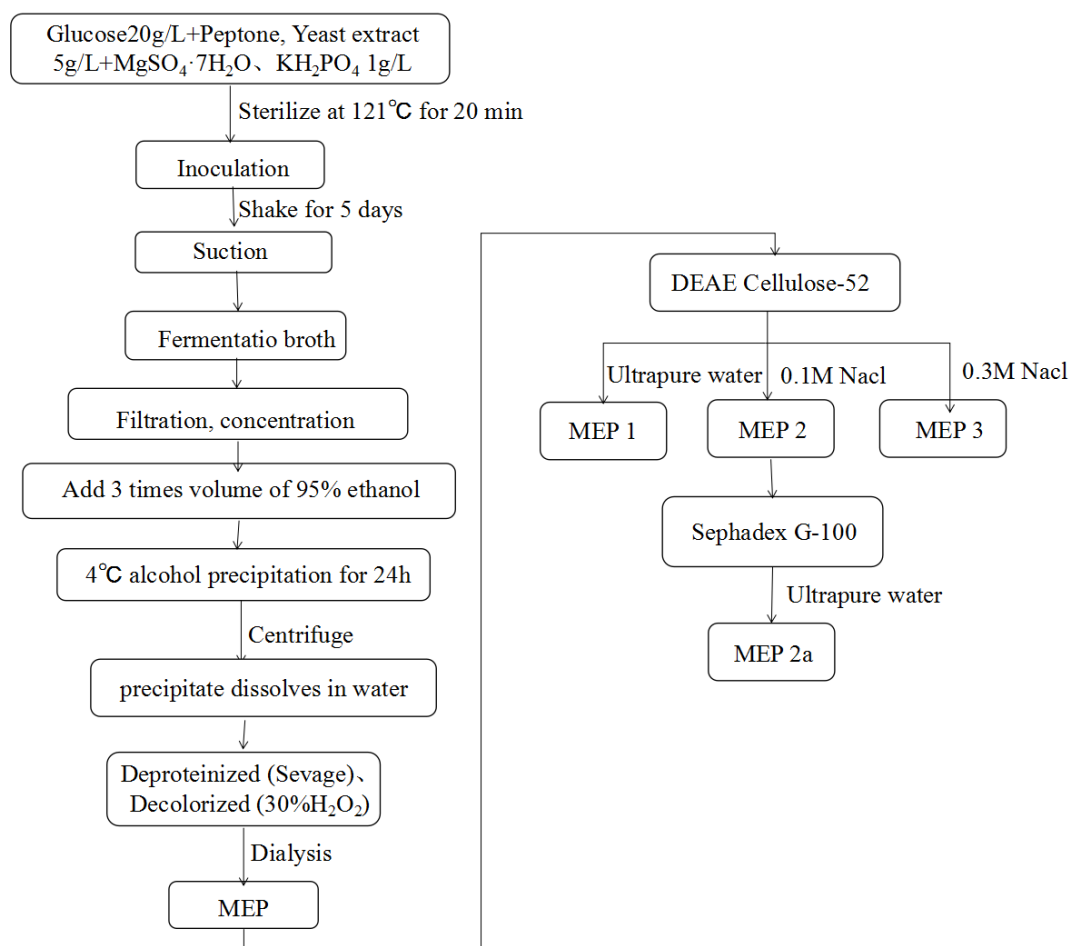 Glucose20g/L+Peptone, Yeast extract
5g/L+MgSO₄·7H₂O、KH₂PO₄ 1g/L
Sterilize at 121℃ for 20 min
Inoculation
Shake for 5 days
Suction
Fermentatio broth
Filtration, concentration
Add 3 times volume of 95% ethanol
4℃ alcohol precipitation for 24h
Centrifuge
precipitate dissolves in water
Deproteinized (Sevage)、
Decolorized (30%H₂O₂)
Dialysis
MEP
DEAE Cellulose-52
Ultrapure water
0.1M Nacl
0.3M Nacl
MEP 1
MEP 2
MEP 3
Sephadex G-100
Ultrapure water
MEP 2a